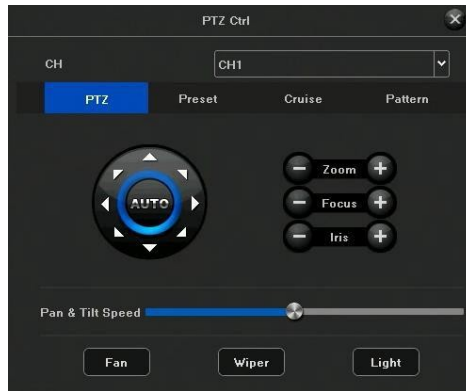 PTZ Ctrl
CH CH1
PTZ Preset Cruise Pattern
AUTO
Zoom
Focus
Iris
Pan & Tilt Speed
Fan Wiper Light